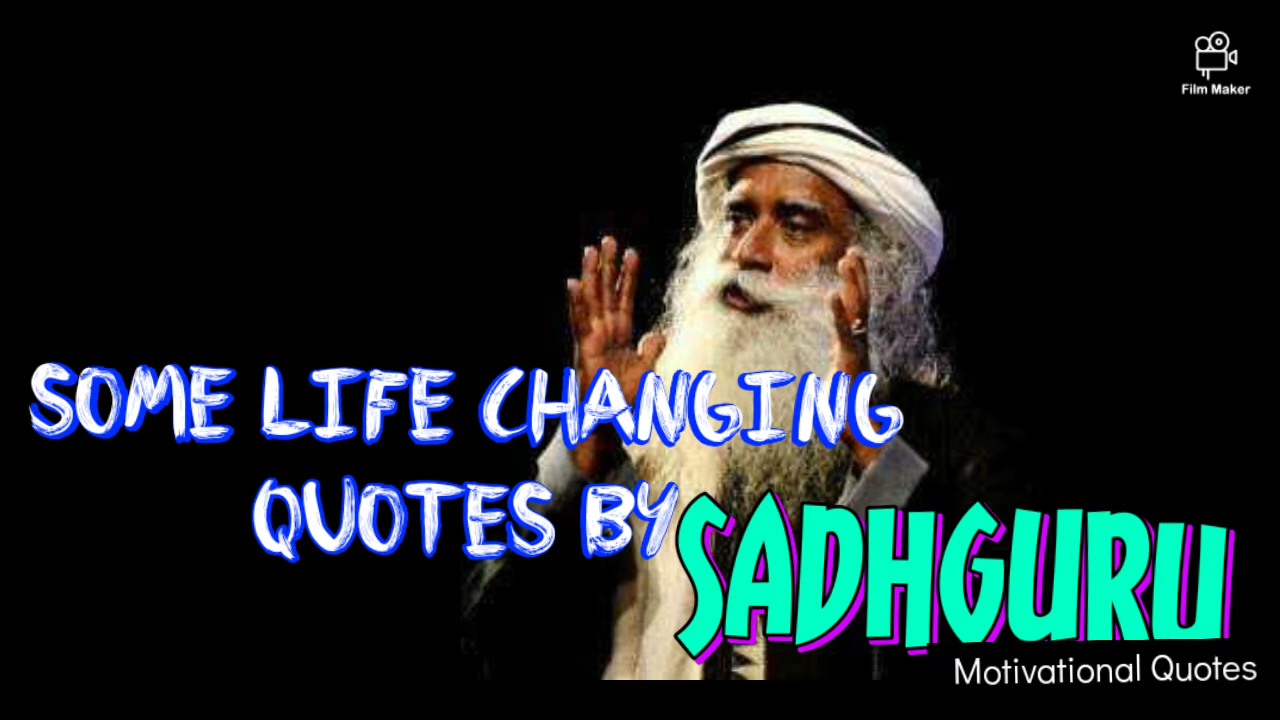 Film Maker
SOME LIFE CHANGING
QUOTES BY
SADHGURU
Motivational Quotes